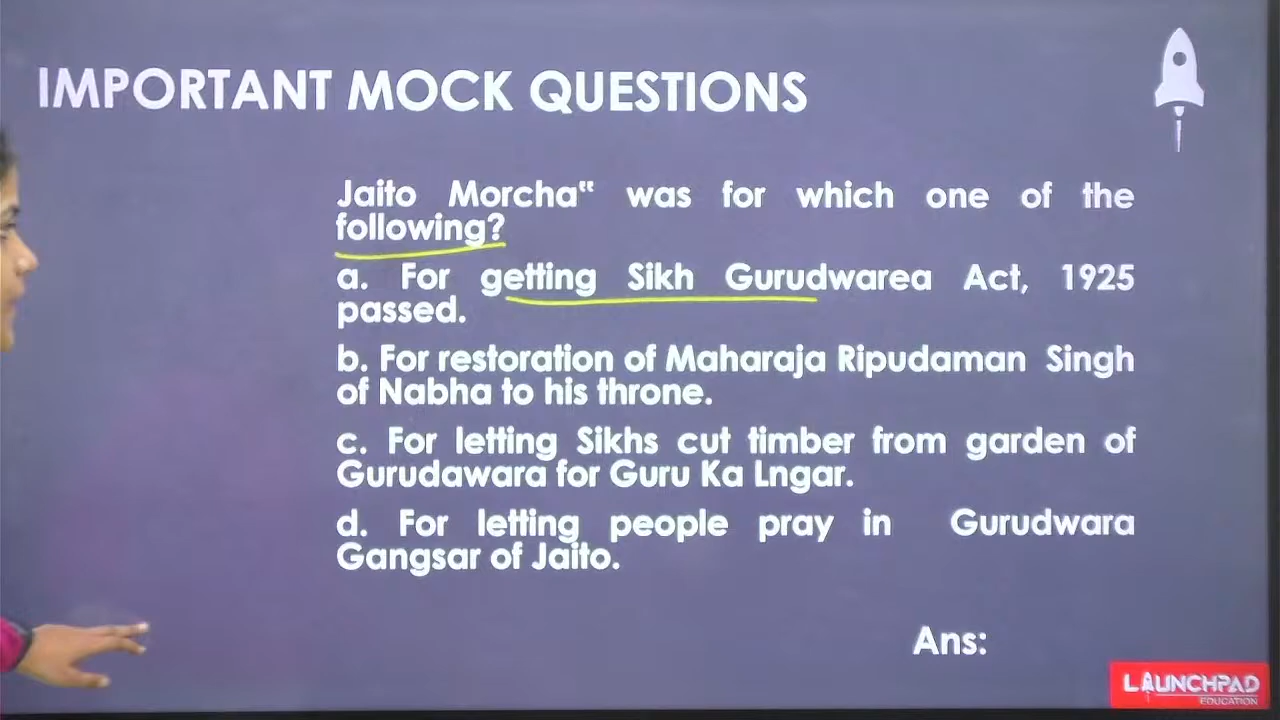 IMPORTANT MOCK QUESTIONS
Jaito Morcha‟ was for which one of the
following?
a. For getting Sikh Gurudwarea Act, 1925
passed.
b. For restoration of Maharaja Ripudaman Singh
of Nabha to his throne.
c. For letting Sikhs cut timber from garden of
Gurudawara for Guru Ka Lngar.
d. For letting people pray in Gurudwara
Gangsar of Jaito.
Ans:
LAUNCHPAD
EDUCATION